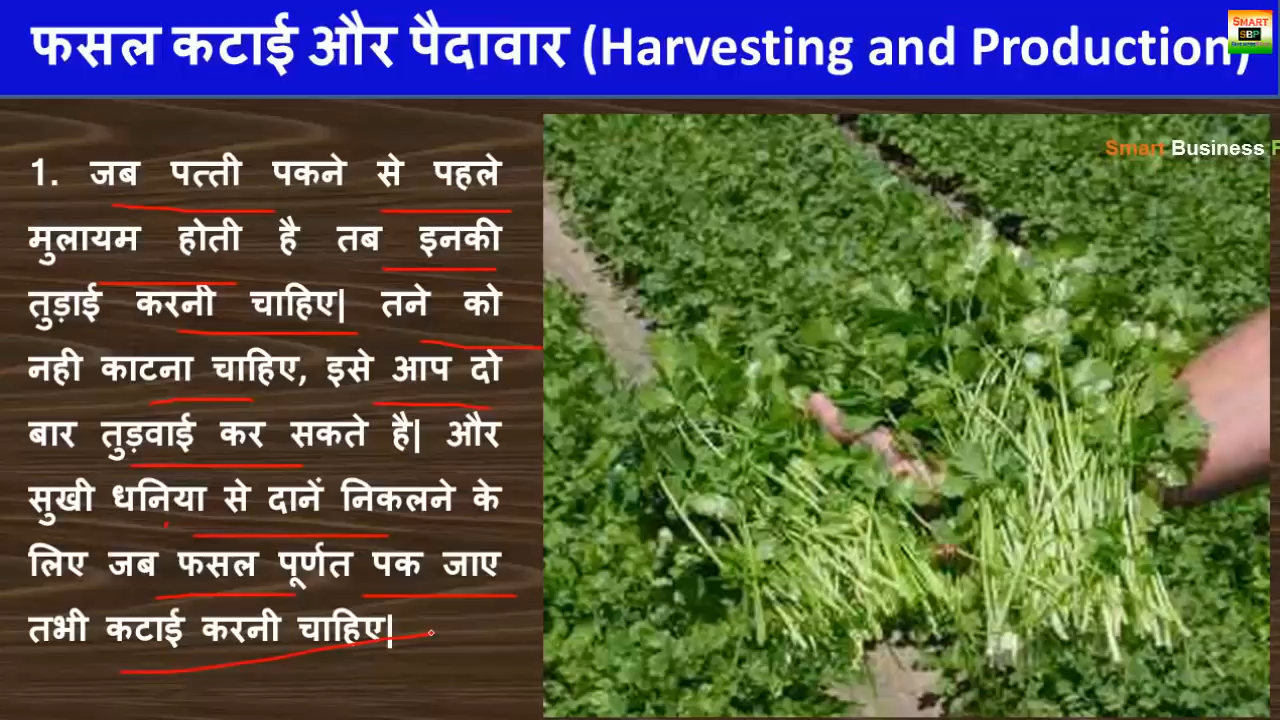 फसल कटाई और पैदावार (Harvesting and Production)
SMART
SBP
Smart Business
1. जब पत्ती पकने से पहले
मुलायम होती है तब इनकी
तुड़ाई करनी चाहिए|  तने को
नही काटना चाहिए, इसे आप दो
बार तुड़वाई कर सकते है| और
सुखी धनिया से दानें निकलने के
लिए जब फसल पूर्णत पक जाए
तभी कटाई करनी चाहिए|